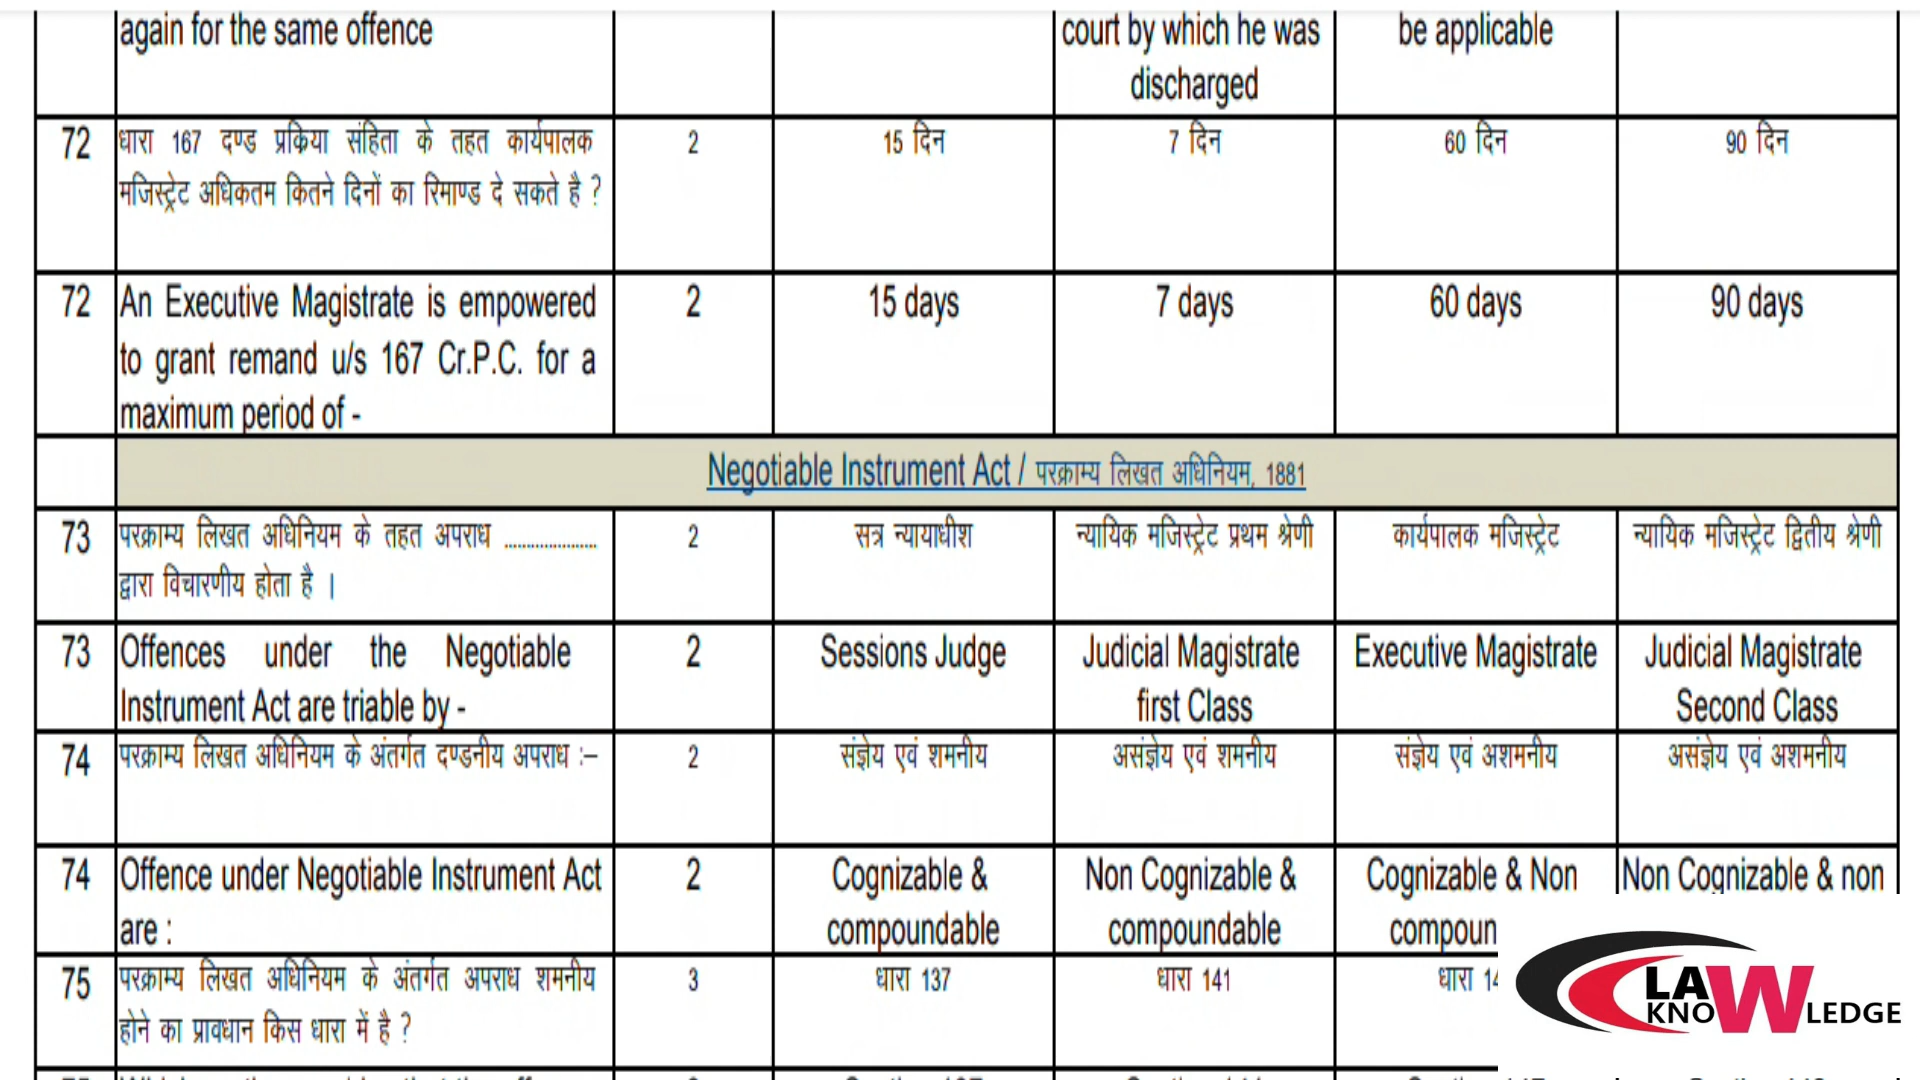 again for the same offence
court by which he was
discharged
be applicable
72
धारा 167 दण्ड प्रकिया संहिता के तहत कार्यपालक
मजिस्ट्रेट अधिकतम कितने दिनों का रिमाण्ड दे सकते है ?
2
15 दिन
7 दिन
60 दिन
90 दिन
72
An Executive Magistrate is empowered
to grant remand u/s 167 Cr.P.C. for a
maximum period of -
2
15 days
7 days
60 days
90 days
Negotiable Instrument Act / परक्राम्य लिखत अधिनियम, 1881
73
परक्राम्य लिखत अधिनियम के तहत अपराध ....................
द्वारा विचारणीय होता है ।
2
सत्र न्यायाधीश
न्यायिक मजिस्ट्रेट प्रथम श्रेणी
कार्यपालक मजिस्ट्रेट
न्यायिक मजिस्ट्रेट द्वितीय श्रेणी
73
Offences under the Negotiable
Instrument Act are triable by -
2
Sessions Judge
Judicial Magistrate
first Class
Executive Magistrate
Judicial Magistrate
Second Class
74
परक्राम्य लिखत अधिनियम के अंतर्गत दण्डनीय अपराध :–
2
संज्ञेय एवं शमनीय
असंज्ञेय एवं शमनीय
संज्ञेय एवं अशमनीय
असंज्ञेय एवं अशमनीय
74
Offence under Negotiable Instrument Act
are :
2
Cognizable &
compoundable
Non Cognizable &
compoundable
Cognizable & Non
compoun
Non Cognizable & non
75
परक्राम्य लिखत अधिनियम के अंतर्गत अपराध शमनीय
होने का प्रावधान किस धारा में है ?
3
धारा 137
धारा 141
धारा 14
LAW
KNOWLEDGE